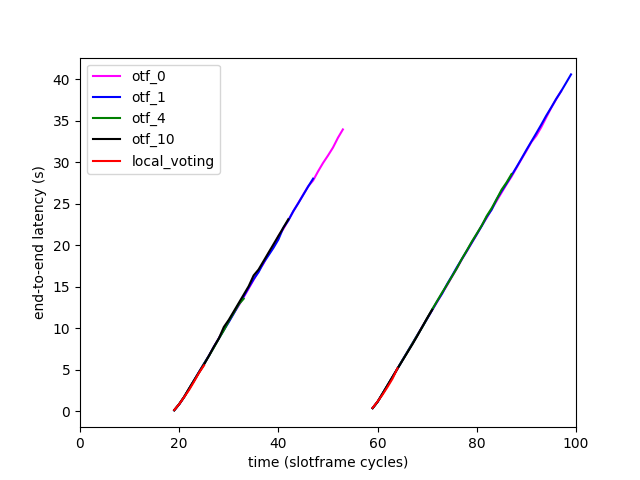 otf_0
otf_1
otf_4
otf_10
local_voting
end-to-end latency (s)
40
35
30
25
20
15
10
5
0
0 20 40 60 80 100
time (slotframe cycles)